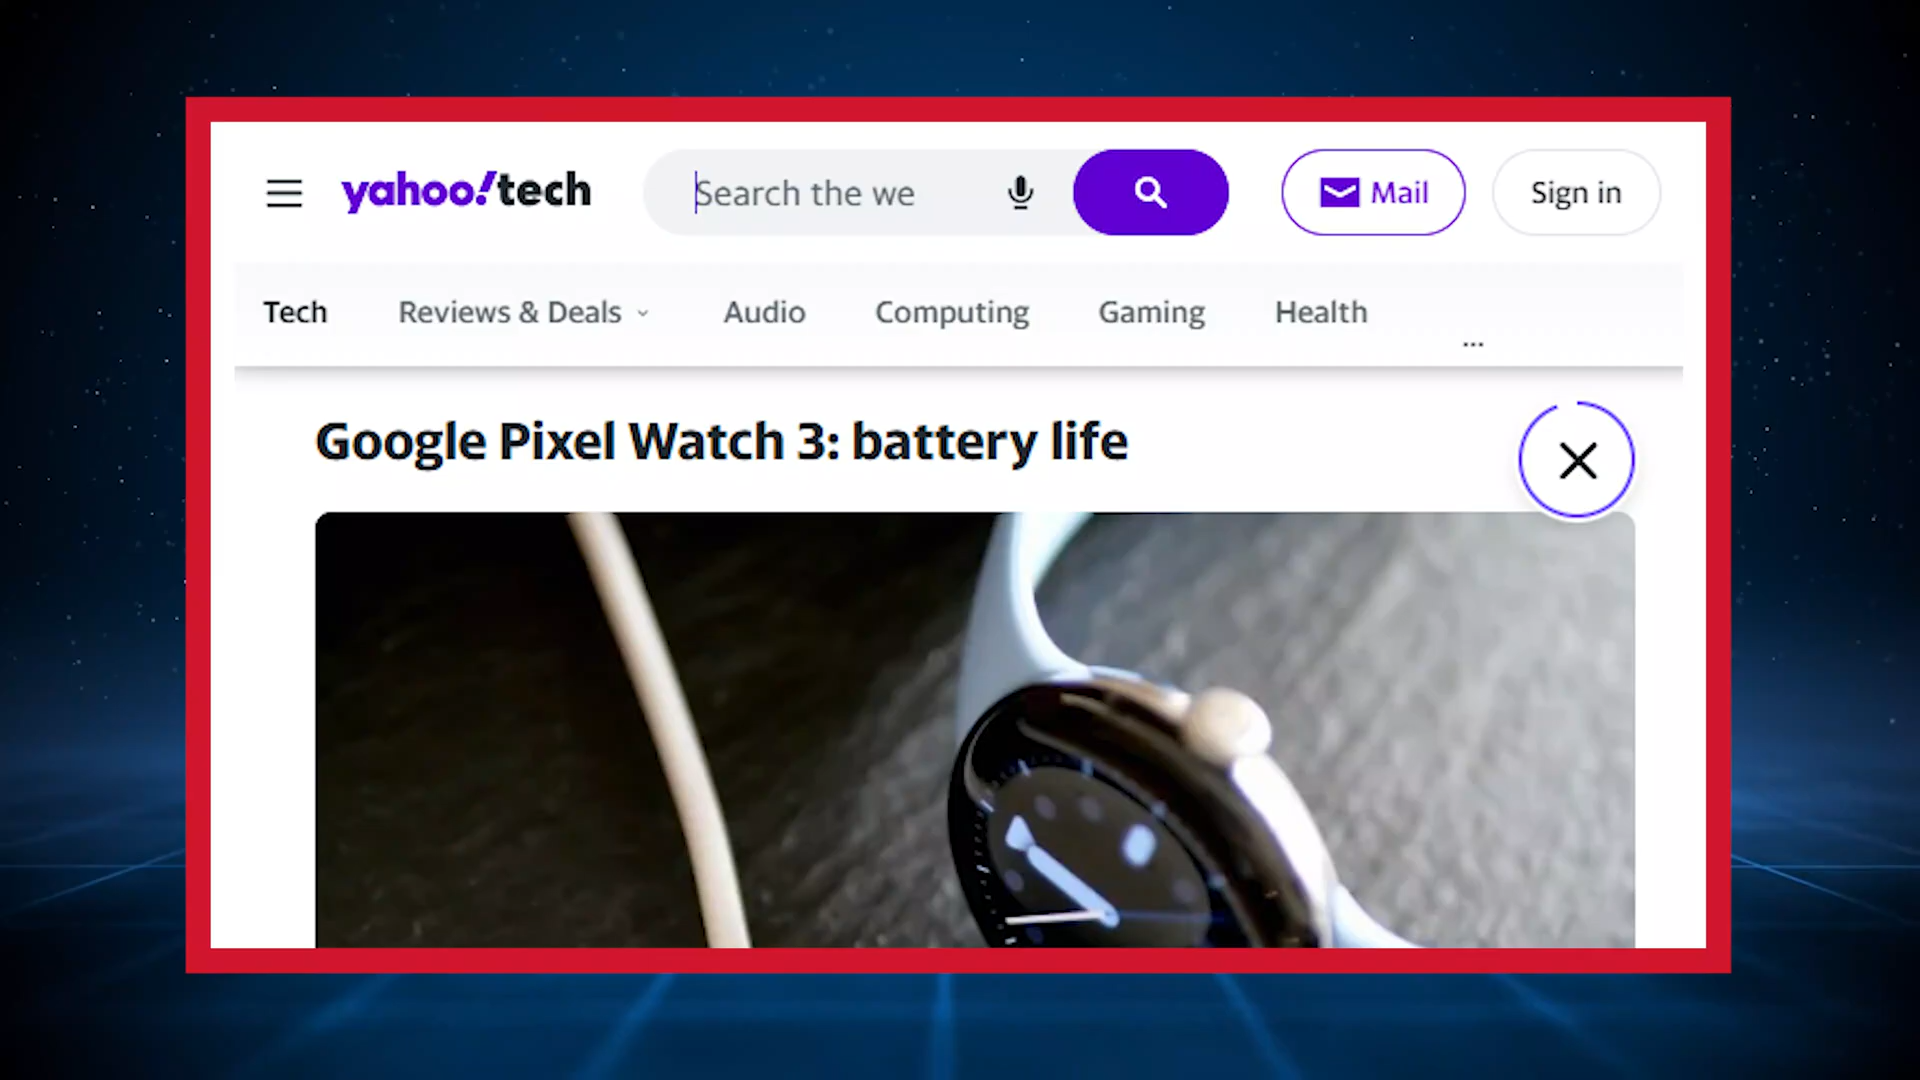 yahoo!tech
Search the we
Mail
Sign in
Tech
Reviews & Deals
Audio
Computing
Gaming
Health
...
Google Pixel Watch 3: battery life